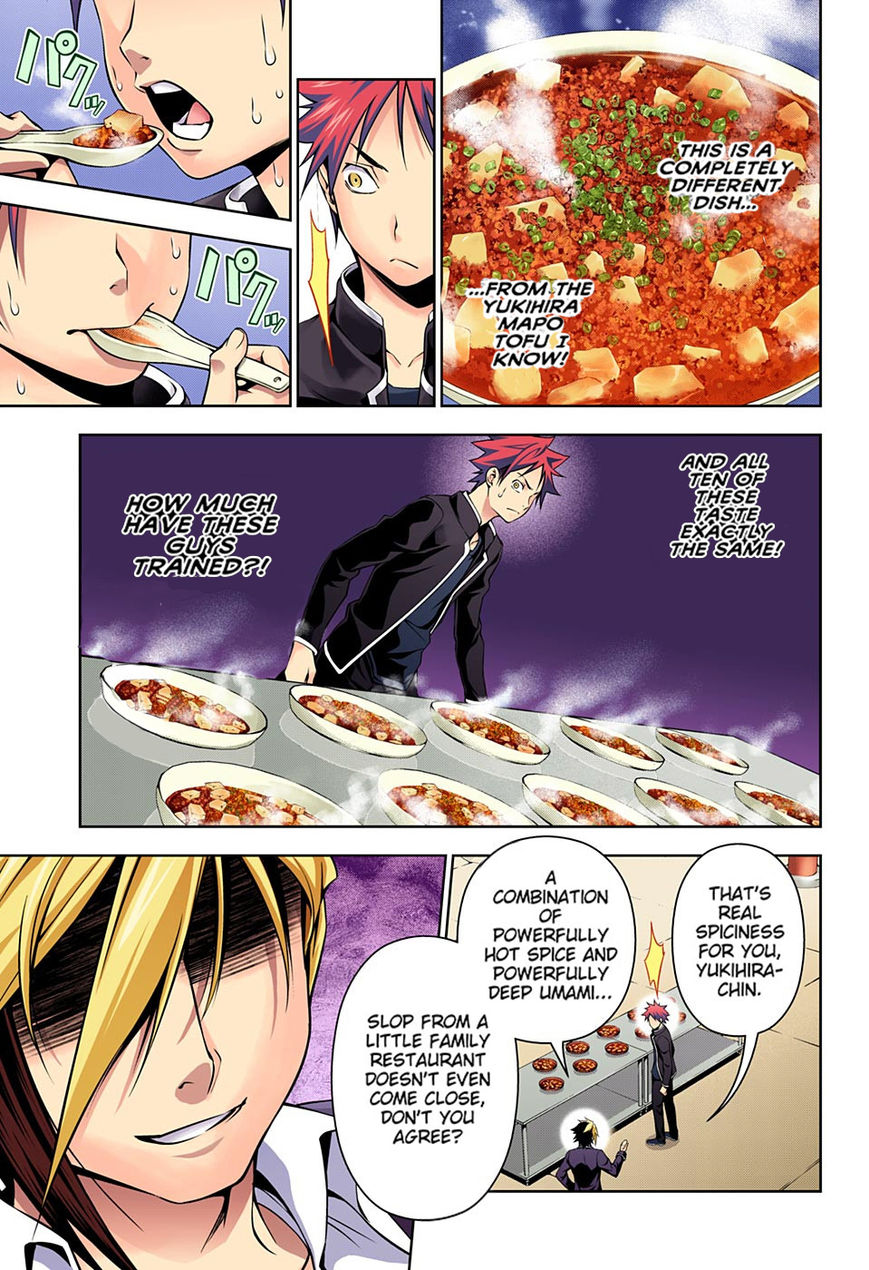 THIS IS A
COMPLETELY
DIFFERENT
DISH...
...FROM THE
YUKIHIRA
MAPO
TOFU I
KNOW!
パクッ
パクッ
AND ALL
TEN OF
THESE
TASTE
EXACTLY
THE SAME!
HOW MUCH
HAVE THESE
GUYS
TRAINED?!
THAT'S
REAL
SPICINESS
FOR YOU,
YUKIHIRA-
CHIN.
A
COMBINATION
OF
POWERFULLY
HOT SPICE AND
POWERFULLY
DEEP UMAMI...
SLOP FROM A
LITTLE FAMILY
RESTAURANT
DOESN'T EVEN
COME CLOSE,
DON'T YOU
AGREE?